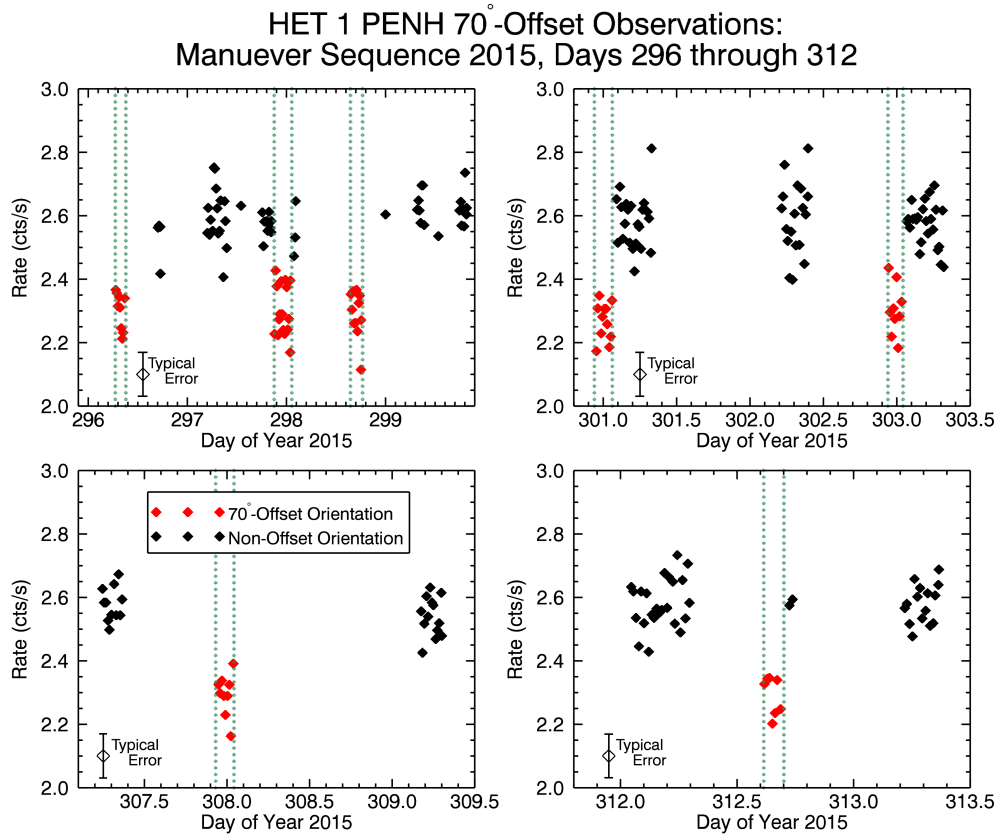 HET 1 PENH 70°-Offset Observations:
Manuever Sequence 2015, Days 296 through 312
3.0
2.8
2.6
2.4
2.2
2.0
Rate (cts/s)
Typical
Error
296 297 298 299
Day of Year 2015
3.0
2.8
2.6
2.4
2.2
2.0
Rate (cts/s)
Typical
Error
301.0 301.5 302.0 302.5 303.0 303.5
Day of Year 2015
3.0
2.8
2.6
2.4
2.2
2.0
Rate (cts/s)
70°-Offset Orientation
Non-Offset Orientation
Typical
Error
307.5 308.0 308.5 309.0 309.5
Day of Year 2015
3.0
2.8
2.6
2.4
2.2
2.0
Rate (cts/s)
Typical
Error
312.0 312.5 313.0 313.5
Day of Year 2015